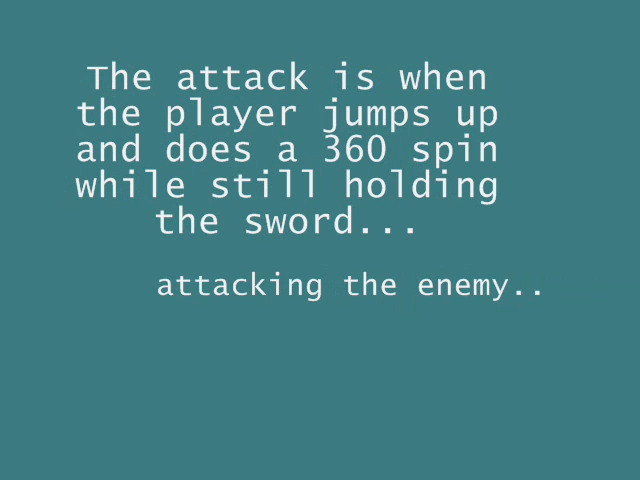 The attack is when
the player jumps up
and does a 360 spin
while still holding
the sword...
attacking the enemy..